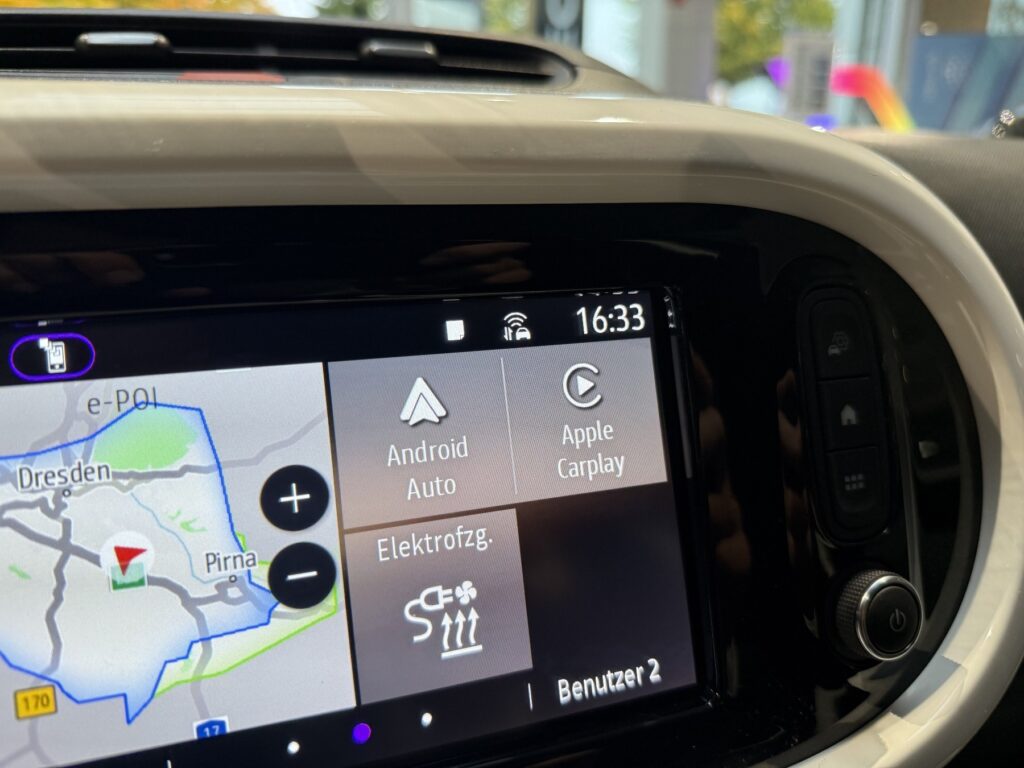 16:33
e-POI
Dresden
Pirna
170
17
Android
Auto
Apple
Carplay
Elektrofzg.
Benutzer 2